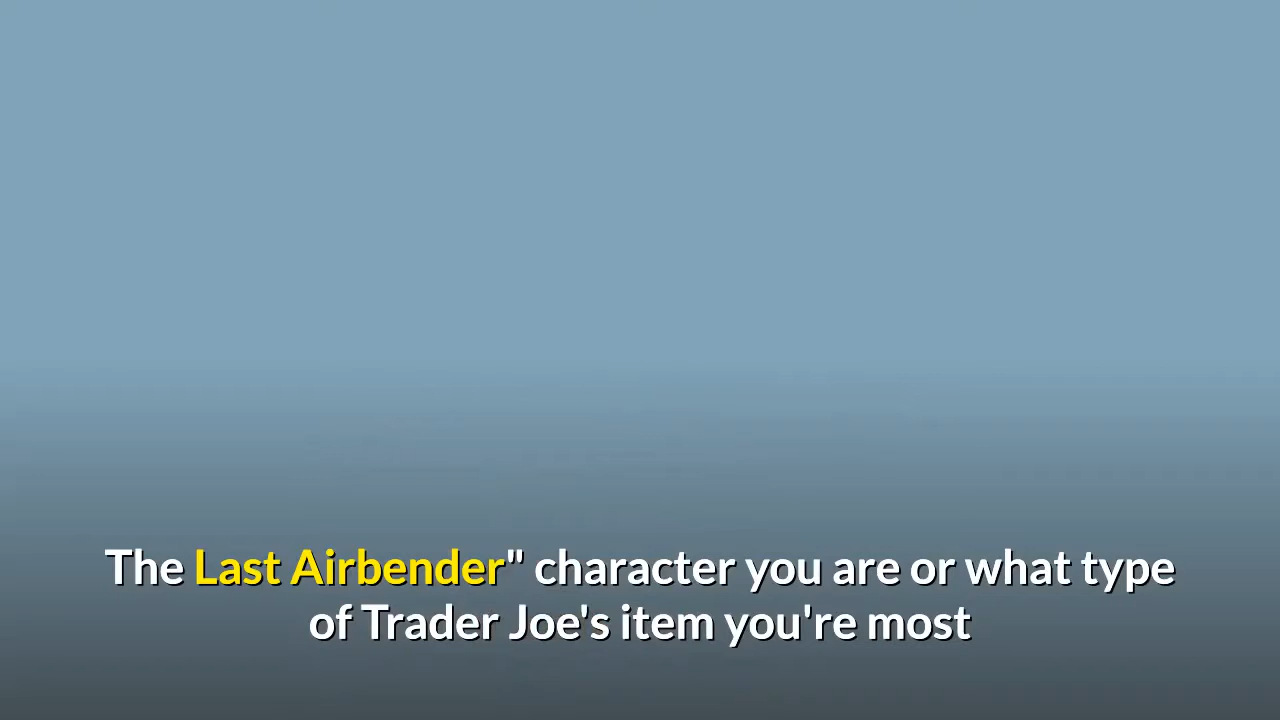 The Last Airbender" character you are or what type
of Trader Joe's item you're most